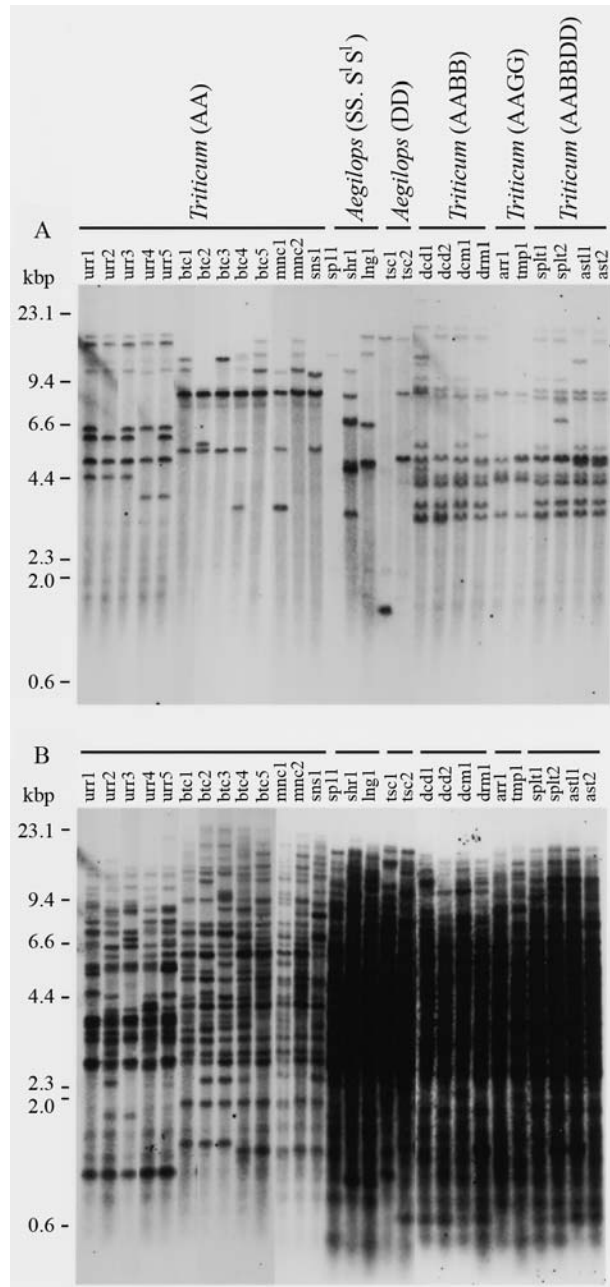 Triticum (AA)
Aegilops (SS. SˡSˡ)
Aegilops (DD)
Triticum (AABB)
Triticum (AAGG)
Triticum (AABBDD)
A
kbp
urr1 urr2 urr3 urr4 urr5 btc1 btc2 btc3 btc4 btc5 mnc1 mnc2 sns1 spl1 shr1 lng1 tsc1 tsc2 dcd1 dcd2 dcm1 drm1 arr1 tmp1 splt1 splt2 astl1 ast2
23.1
9.4
6.6
4.4
2.3
2.0
0.6
B
kbp
urr1 urr2 urr3 urr4 urr5 btc1 btc2 btc3 btc4 btc5 mnc1 mnc2 sns1 spl1 shr1 lng1 tsc1 tsc2 dcd1 dcd2 dcm1 drm1 arr1 tmp1 splt1 splt2 astl1 ast2
23.1
9.4
6.6
4.4
2.3
2.0
0.6